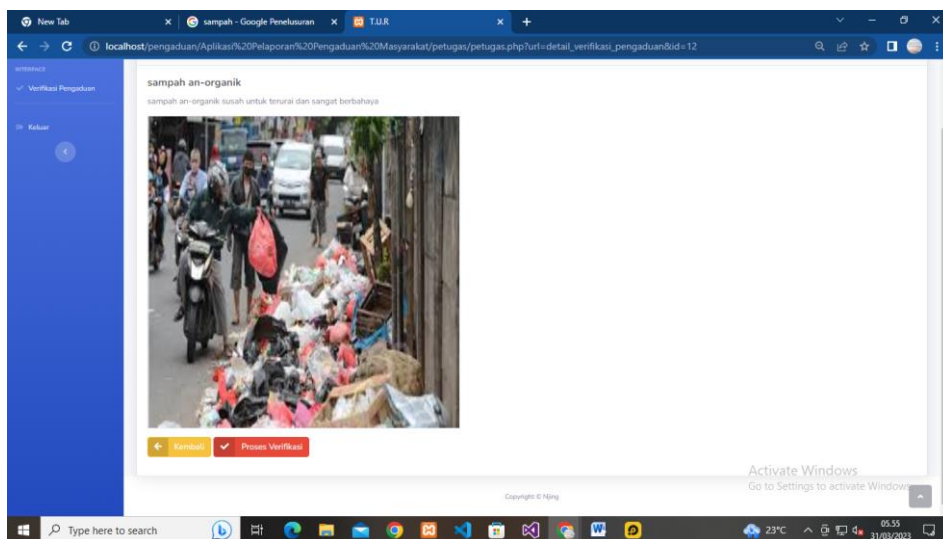 New Tab
sampah - Google Penelusuran
T.U.R
localhost/pengaduan/Aplikasi%20Pelaporan%20Pengaduan%20Masyarakat/petugas/petugas.php?url=detail_verifikasi_pengaduan&id=12
INTERFACE
Verifikasi Pengaduan
Keluar
sampah an-organik
sampah an-organik susah untuk terurai dan sangat berbahaya
Kembali
Proses Verifikasi
Activate Windows
Go to Settings to activate Windows.
Copyright © Njing
Type here to search
23°C
05.55
31/03/2023